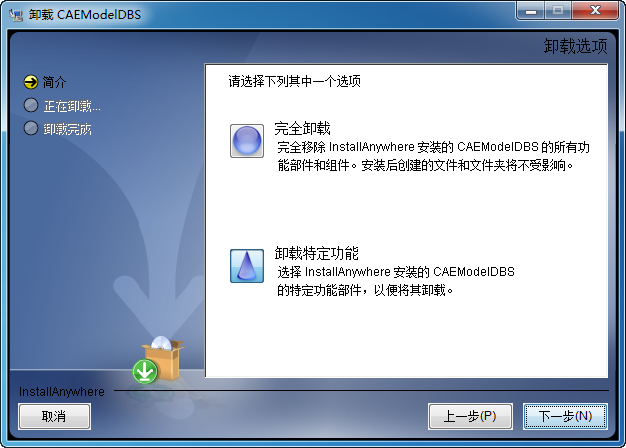 卸载 CAEModelDBS
卸载选项
简介
正在卸载...
卸载完成
请选择下列其中一个选项
完全卸载
完全移除 InstallAnywhere 安装的 CAEModelDBS 的所有功
能部件和组件。安装后创建的文件和文件夹将不受影响。
卸载特定功能
选择 InstallAnywhere 安装的 CAEModelDBS
的特定功能部件，以便将其卸载。
InstallAnywhere
取消
上一步(P)
下一步(N)